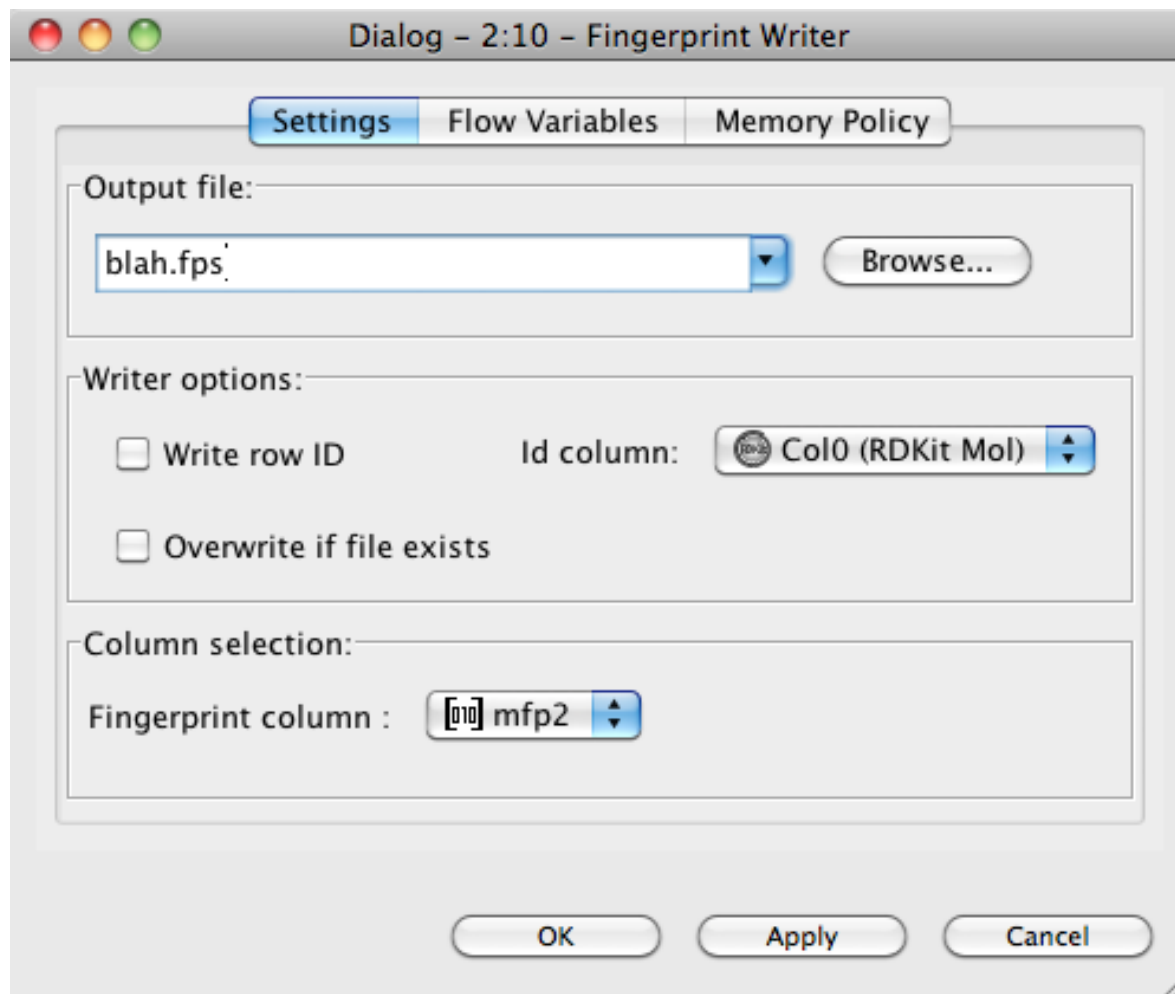 Dialog – 2:10 – Fingerprint Writer
Settings Flow Variables Memory Policy
Output file:
blah.fps Browse...
Writer options:
Write row ID Id column: Col0 (RDKit Mol)
Overwrite if file exists
Column selection:
Fingerprint column : [010] mfp2
OK Apply Cancel